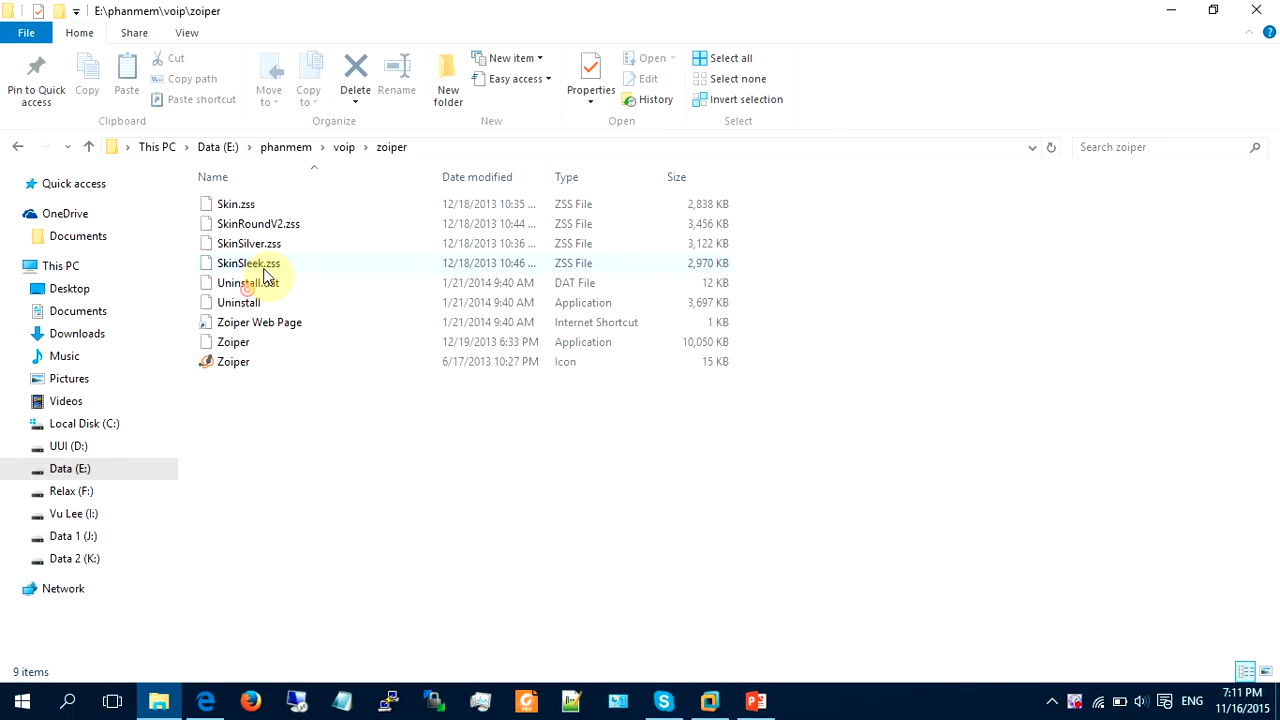 E:\phanmem\voip\zoiper
File Home Share View
Pin to Quick access
Copy
Paste
Cut
Copy path
Paste shortcut
Clipboard
Move to
Copy to
Delete
Rename
Organize
New folder
New item
Easy access
New
Properties
Open
Edit
History
Open
Select all
Select none
Invert selection
Select
This PC Data (E:) phanmem voip zoiper
Search zoiper
Quick access
OneDrive
Documents
This PC
Desktop
Documents
Downloads
Music
Pictures
Videos
Local Disk (C:)
UUI (D:)
Data (E:)
Relax (F:)
Vu Lee (I:)
Data 1 (J:)
Data 2 (K:)
Network
Name Date modified Type Size
Skin.zss 12/18/2013 10:35 ... ZSS File 2,838 KB
SkinRoundV2.zss 12/18/2013 10:44 ... ZSS File 3,456 KB
SkinSilver.zss 12/18/2013 10:36 ... ZSS File 3,122 KB
SkinSleek.zss 12/18/2013 10:46 ... ZSS File 2,970 KB
1/21/2014 9:40 AM DAT File 12 KB
Uninstall 1/21/2014 9:40 AM Application 3,697 KB
Zoiper Web Page 1/21/2014 9:40 AM Internet Shortcut 1 KB
Zoiper 12/19/2013 6:33 PM Application 10,050 KB
Zoiper 6/17/2013 10:27 PM Icon 15 KB
9 items
ENG
7:11 PM
11/16/2015